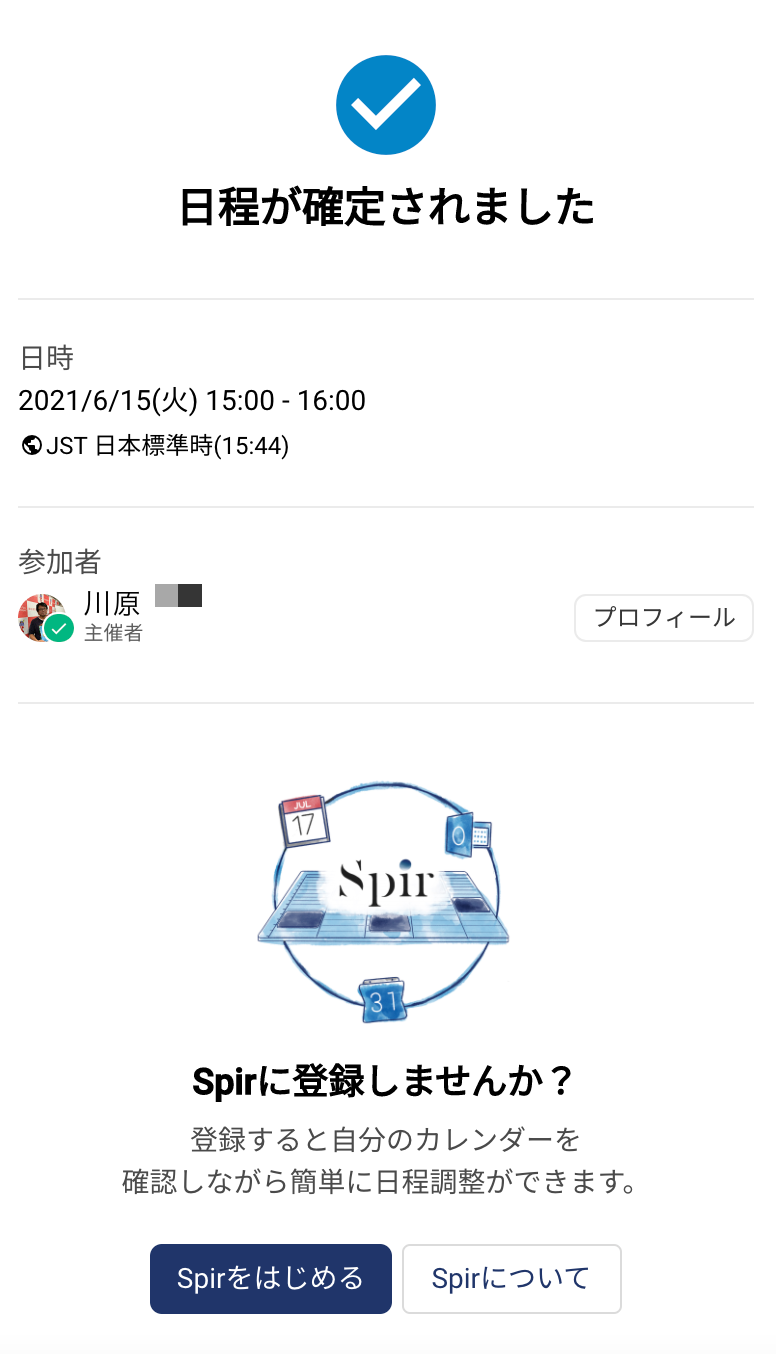 日程が確定されました
日時
2021/6/15(火) 15:00 - 16:00
JST 日本標準時(15:44)
参加者
川原
主催者
プロフィール
JUL
17
0
Spir
31
Spirに登録しませんか？
登録すると自分のカレンダーを
確認しながら簡単に日程調整ができます。
Spirをはじめる
Spirについて